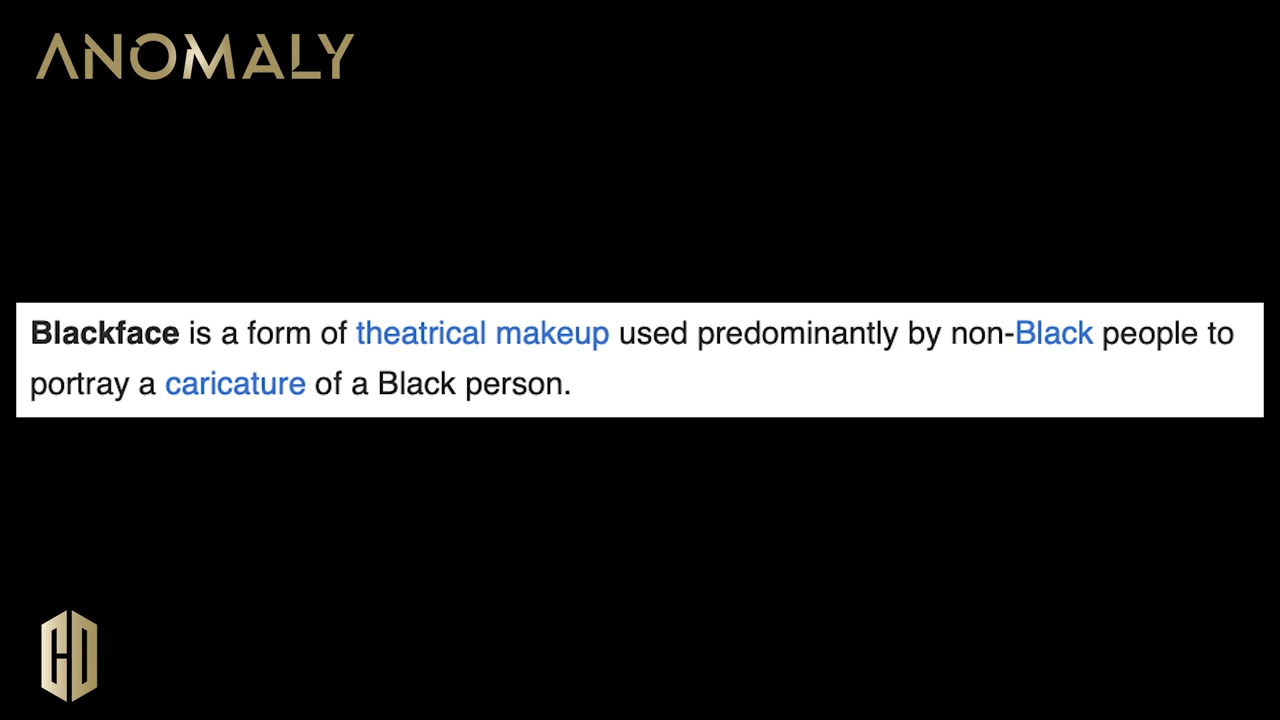 ANOMALY
Blackface is a form of theatrical makeup used predominantly by non-Black people to
portray a caricature of a Black person.
CD